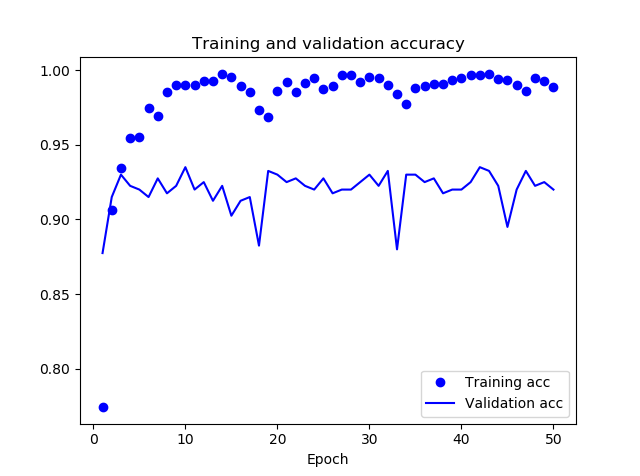 Training and validation accuracy
1.00
0.95
0.90
0.85
0.80
Training acc
Validation acc
0 10 20 30 40 50
Epoch